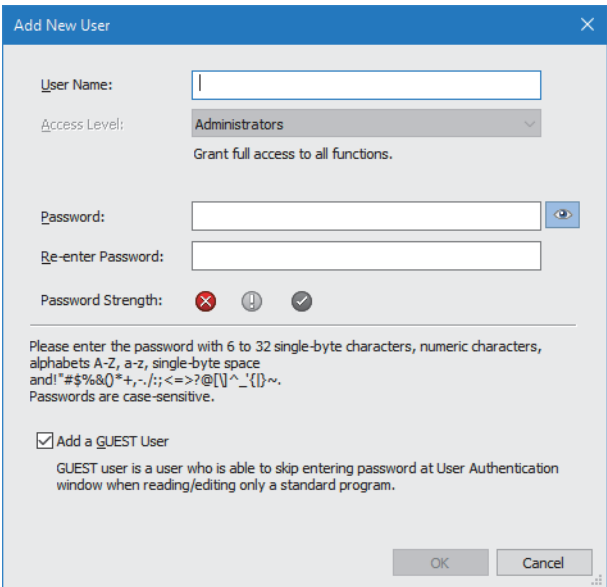 Add New User
User Name:
Access Level: Administrators
Grant full access to all functions.
Password:
Re-enter Password:
Password Strength:
Please enter the password with 6 to 32 single-byte characters, numeric characters,
alphabets A-Z, a-z, single-byte space
and!"#$%&()*+,-./:;<=>?@[\]^_'{|}~.
Passwords are case-sensitive.
Add a GUEST User
GUEST user is a user who is able to skip entering password at User Authentication
window when reading/editing only a standard program.
OK Cancel